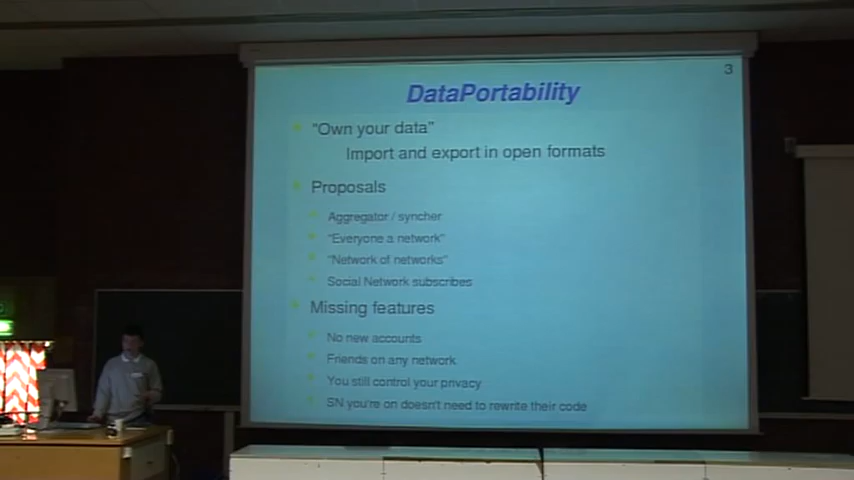 3
DataPortability
“Own your data”
Import and export in open formats
Proposals
Aggregator / syncher
“Everyone a network”
“Network of networks”
Social Network subscribes
Missing features
No new accounts
Friends on any network
You still control your privacy
SN you're on doesn't need to rewrite their code